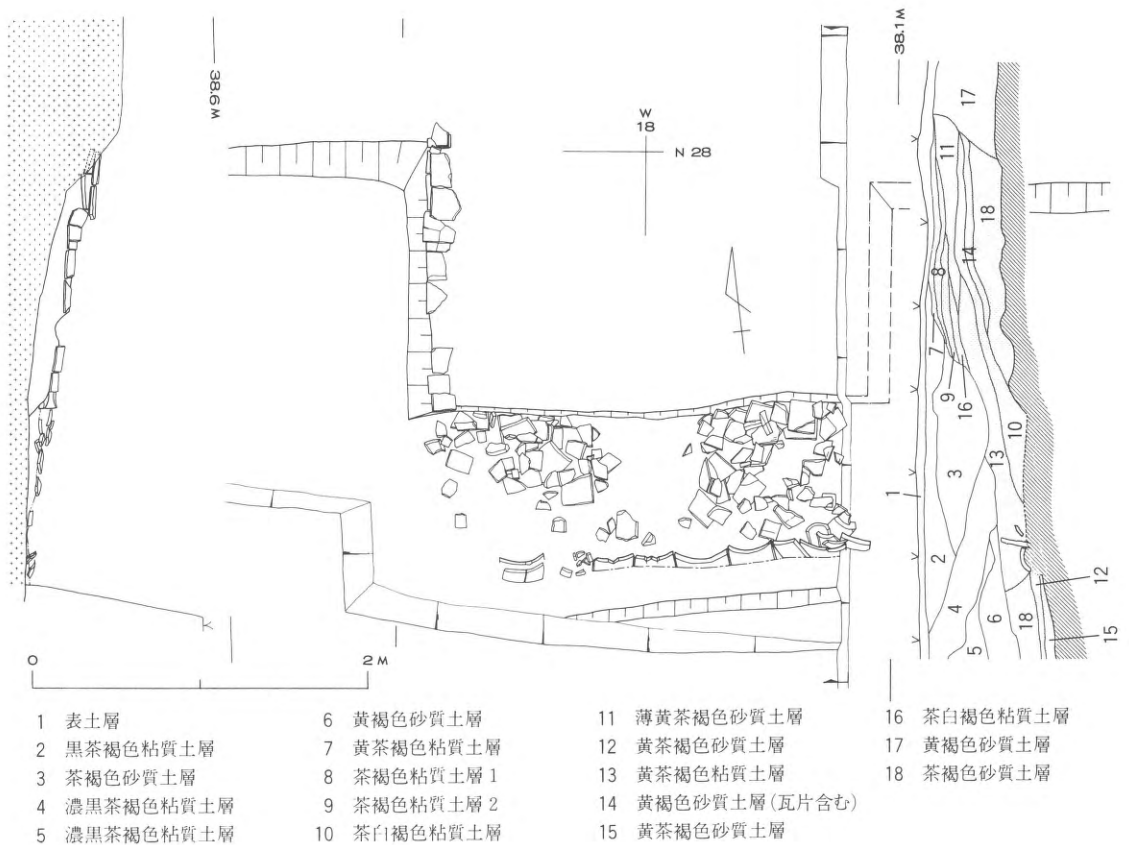 38.6M
W
18
N 28
38.1M
17
11
18
14
8
7
9
16
10
13
3
1
2
12
4
6
18
5
15
0
2M
1 表土層
2 黒茶褐色粘質土層
3 茶褐色砂質土層
4 濃黒茶褐色粘質土層
5 濃黒茶褐色粘質土層
6 黄褐色砂質土層
7 黄茶褐色粘質土層
8 茶褐色粘質土層 1
9 茶褐色粘質土層 2
10 茶白褐色粘質土層
11 薄黄茶褐色砂質土層
12 黄茶褐色砂質土層
13 黄茶褐色粘質土層
14 黄褐色砂質土層(瓦片含む)
15 黄茶褐色砂質土層
16 茶白褐色粘質土層
17 黄褐色砂質土層
18 茶褐色砂質土層